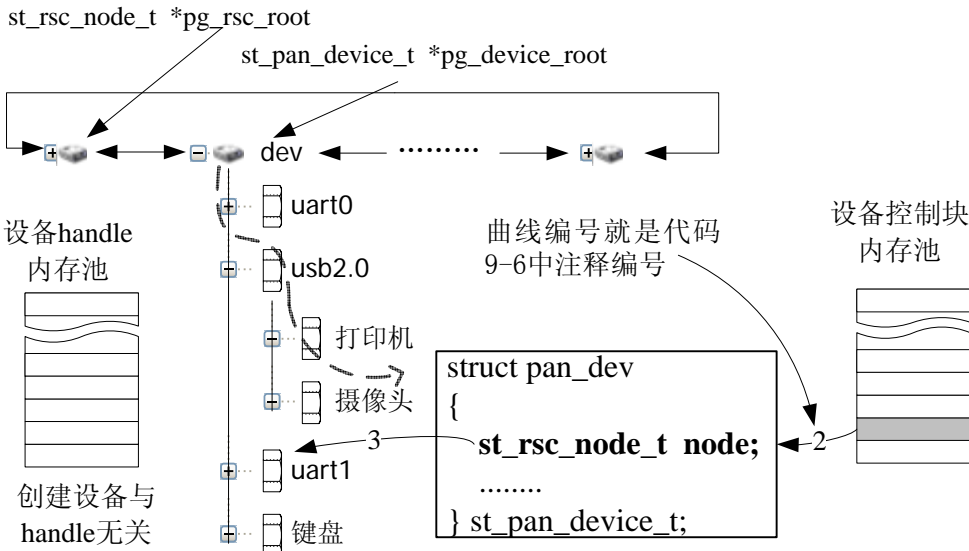 st_rsc_node_t *pg_rsc_root
st_pan_device_t *pg_device_root
dev
………
uart0
设备handle
内存池
usb2.0
曲线编号就是代码
9-6中注释编号
设备控制块
内存池
打印机
摄像头
struct pan_dev
{
st_rsc_node_t node;
........
} st_pan_device_t;
2
3
uart1
创建设备与
handle无关
键盘